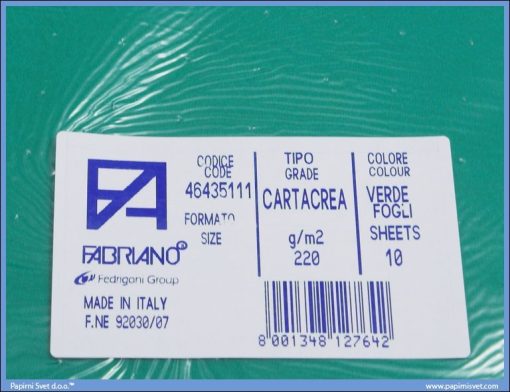 FA
FABRIANO®
Fedrigoni Group
MADE IN ITALY
F.NE 92030/07
CODICE
CODE
46435111
FORMATO
SIZE
TIPO
GRADE
CARTACREA
g/m2
220
COLORE
COLOUR
VERDE
FOGLI
SHEETS
10
8 001348 127642
Papirni Svet d.o.o.™
www.papirnisvet.com